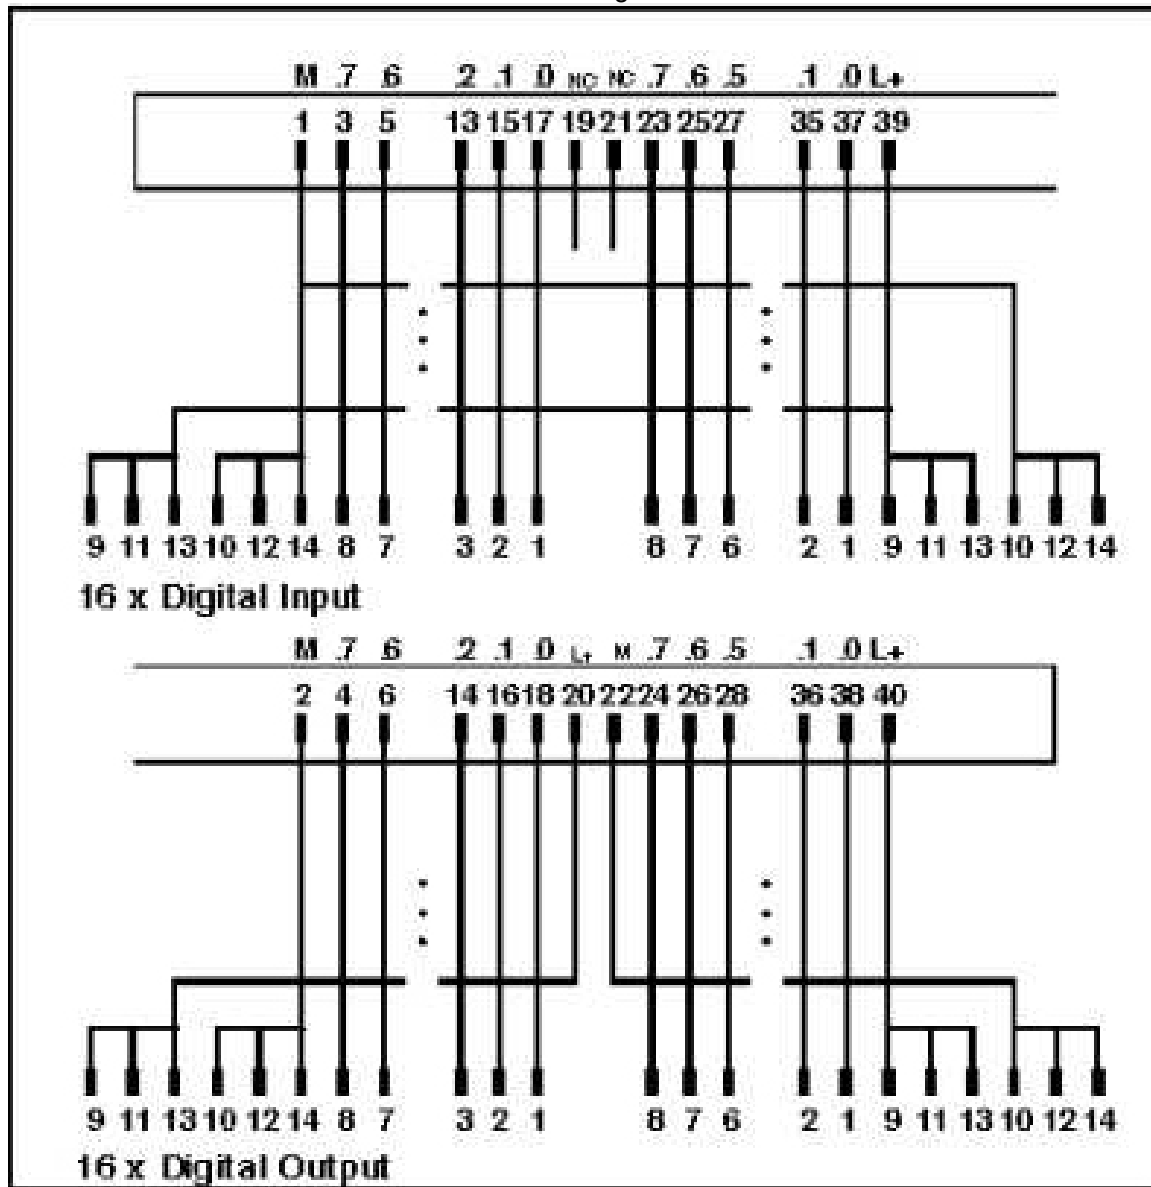 M .7 .6 .2 .1 .0 NC NC .7 .6 .5 .1 .0 L+
1 3 5 13 15 17 19 21 23 25 27 35 37 39
9 11 13 10 12 14 8 7 3 2 1 8 7 6 2 1 9 11 13 10 12 14
16 x Digital Input
M .7 .6 .2 .1 .0 L+ M .7 .6 .5 .1 .0 L+
2 4 6 14 16 18 20 22 24 26 28 36 38 40
9 11 13 10 12 14 8 7 3 2 1 8 7 6 2 1 9 11 13 10 12 14
16 x Digital Output